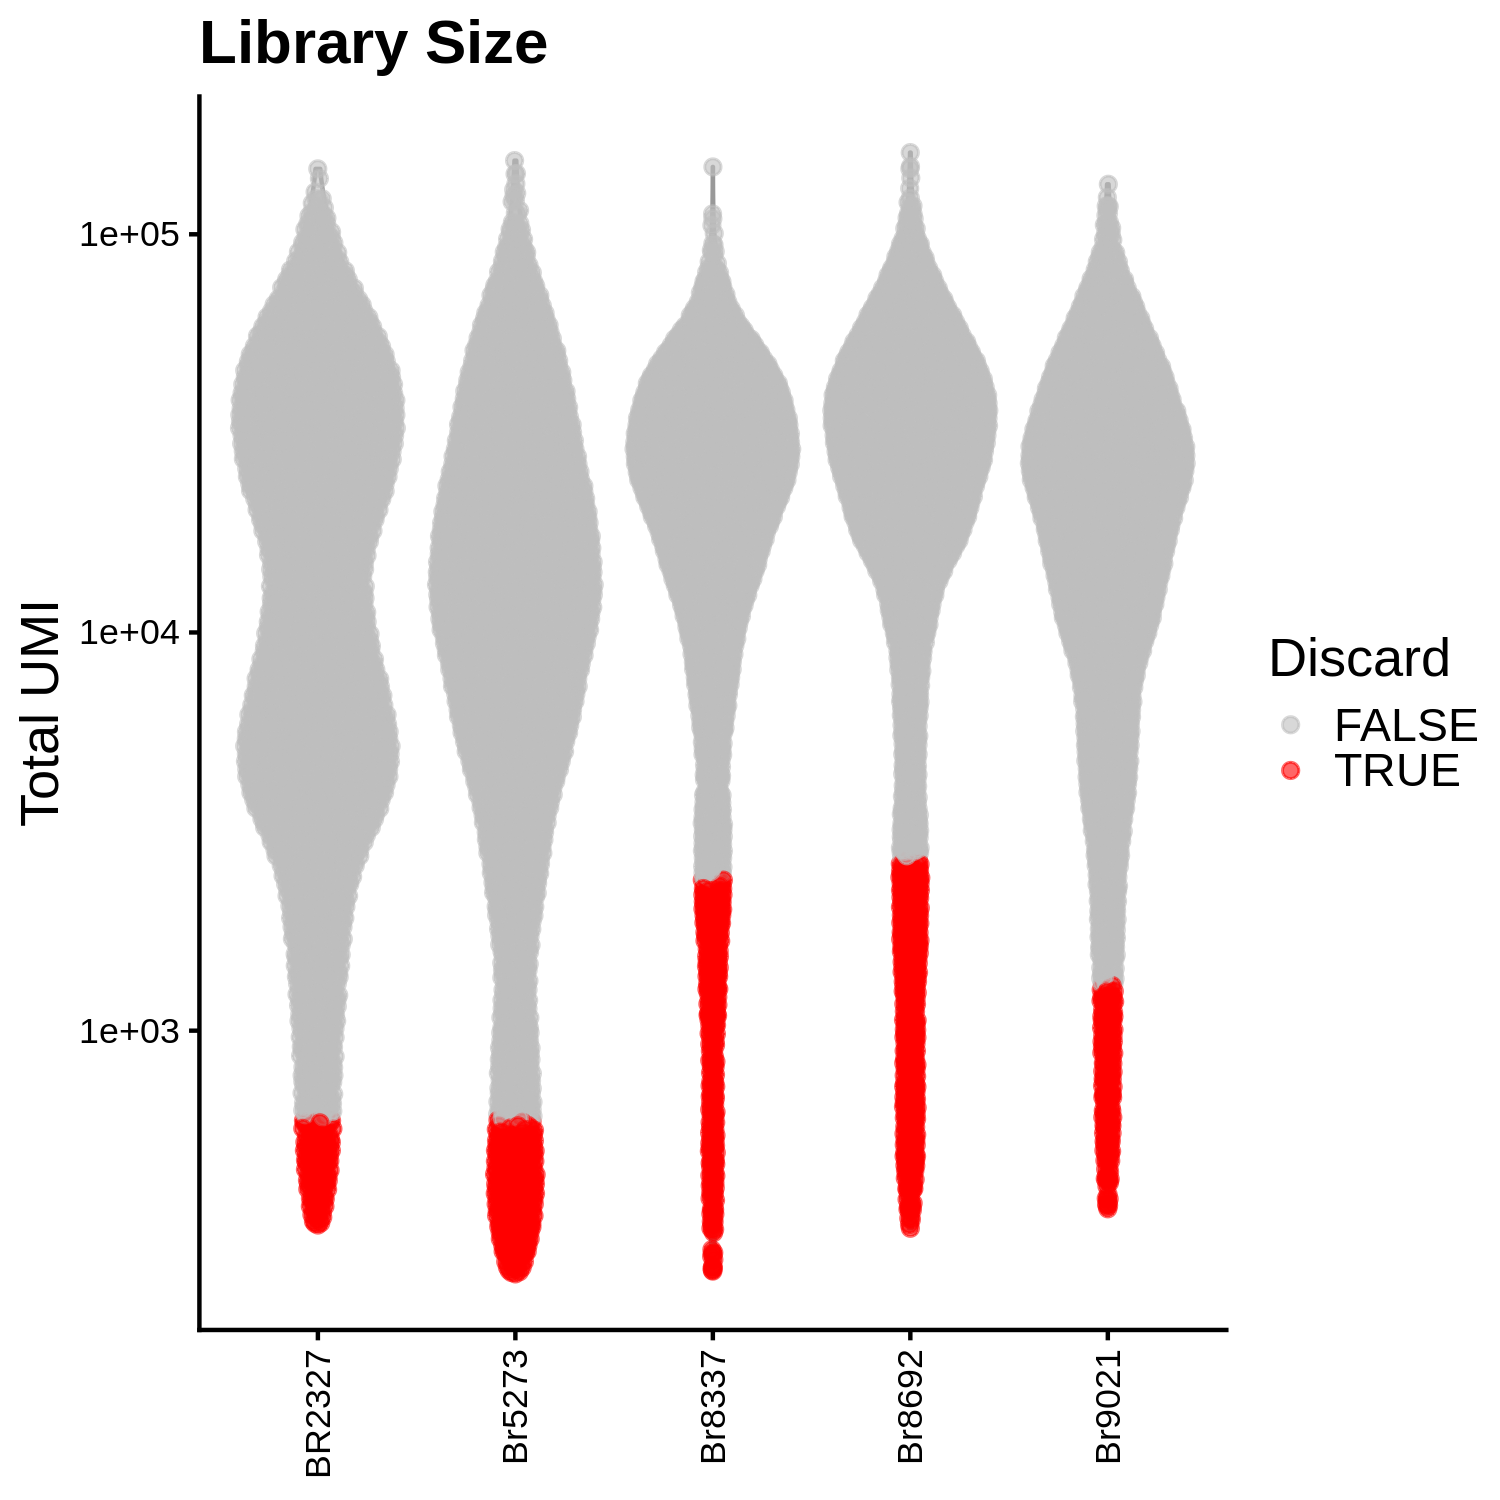 Library Size
Total UMI
1e+05
1e+04
1e+03
BR2327
Br5273
Br8337
Br8692
Br9021
Discard
FALSE
TRUE